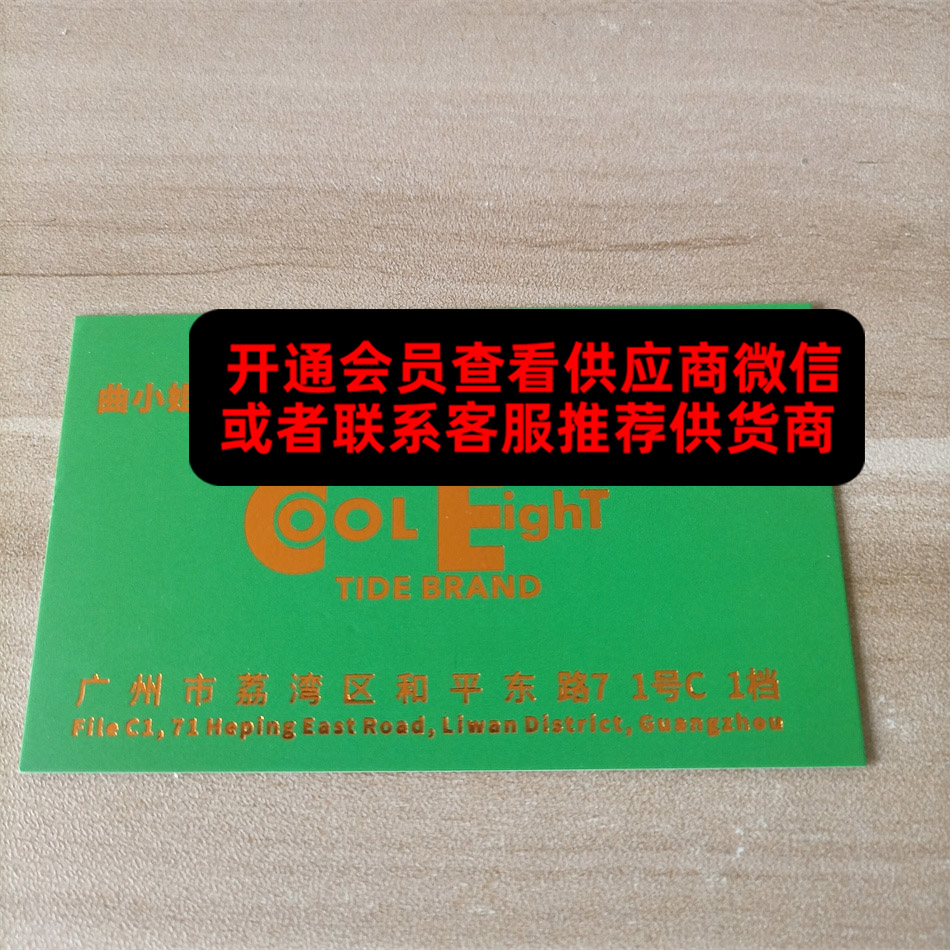 开通会员查看供应商微信
或者联系客服推荐供货商
曲小姐
COOL EighT
TIDE BRAND
广州市荔湾区和平东路7 1号C 1档
File C1, 71 Heping East Road, Liwan District, Guangzhou